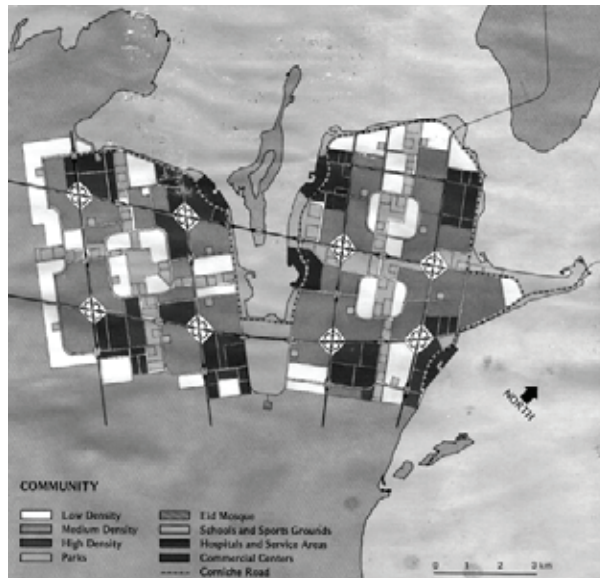 NORTH
COMMUNITY
Low Density
Medium Density
High Density
Parks
Eid Mosque
Schools and Sports Grounds
Hospitals and Service Areas
Commercial Centers
Corniche Road
0 1 2 3 km